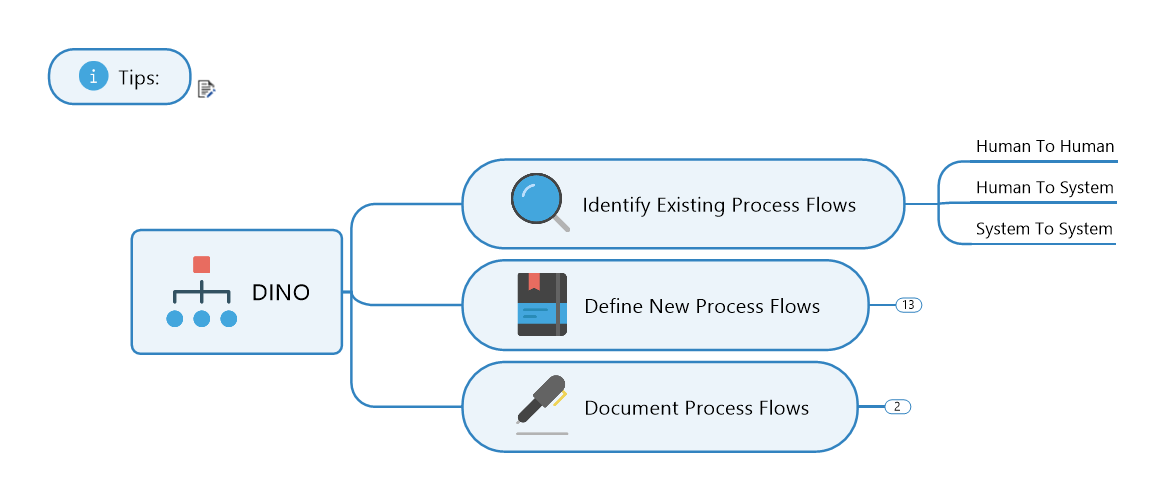 Tips:
Human To Human
Human To System
Identify Existing Process Flows
System To System
DINO
Define New Process Flows
13
Document Process Flows
2